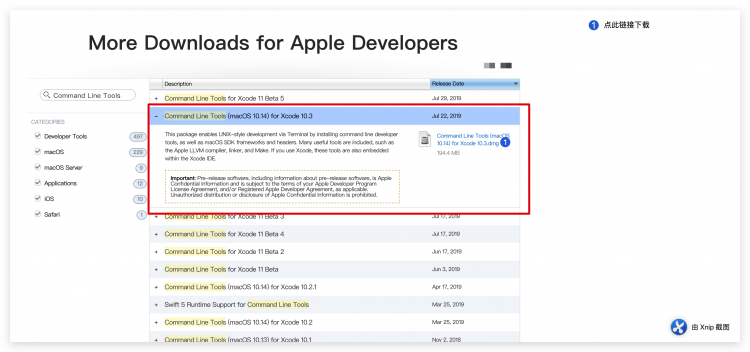 1 点此链接下载
More Downloads for Apple Developers
Description Release Date
Command Line Tools
CATEGORIES
Developer Tools 497
macOS 229
macOS Server 9
Applications 12
iOS 10
Safari 1
+ Command Line Tools for Xcode 11 Beta 5 Jul 29, 2019
− Command Line Tools (macOS 10.14) for Xcode 10.3 Jul 22, 2019
This package enables UNIX-style development via Terminal by installing command line developer
tools, as well as macOS SDK frameworks and headers. Many useful tools are included, such as
the Apple LLVM compiler, linker, and Make. If you use Xcode, these tools are also embedded
within the Xcode IDE.
Command Line Tools (macOS
10.14) for Xcode 10.3.dmg 1
194.4 MB
Important: Pre-release software, including information about pre-release software, is Apple
Confidential Information and is subject to the terms of your Apple Developer Program
License Agreement, and/or Registered Apple Developer Agreement, as applicable.
Unauthorized distribution or disclosure of Apple Confidential Information is prohibited.
+ Command Line Tools for Xcode 11 Beta 3 Jul 17, 2019
+ Command Line Tools for Xcode 11 Beta 4 Jul 17, 2019
+ Command Line Tools for Xcode 11 Beta 2 Jun 17, 2019
+ Command Line Tools for Xcode 11 Beta Jun 3, 2019
+ Command Line Tools (macOS 10.14) for Xcode 10.2.1 Apr 17, 2019
+ Swift 5 Runtime Support for Command Line Tools Mar 25, 2019
+ Command Line Tools (macOS 10.14) for Xcode 10.2 Mar 25, 2019
+ Command Line Tools (macOS 10.13) for Xcode 10.1 Nov 2, 2018
由 Xnip 截图